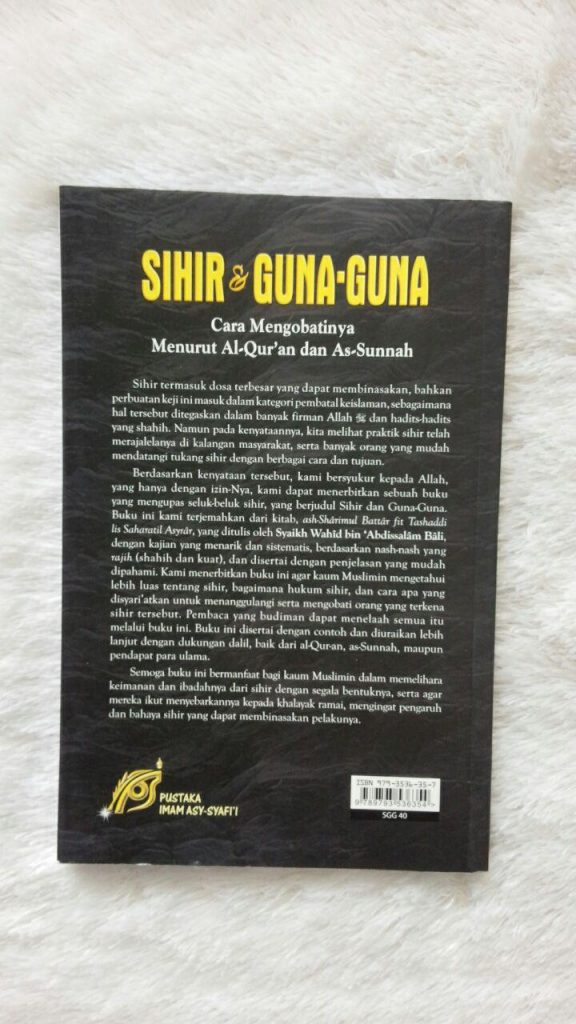 SIHIR & GUNA-GUNA
Cara Mengobatinya
Menurut Al-Qur'an dan As-Sunnah
Sihir termasuk dosa terbesar yang dapat membinasakan, bahkan
perbuatan keji ini masuk dalam kategori pembatal keislaman, sebagaimana
hal tersebut ditegaskan dalam banyak firman Allah ﷻ dan hadits-hadits
yang shahih. Namun pada kenyataannya, kita melihat praktik sihir telah
merajalelanya di kalangan masyarakat, serta banyak orang yang mudah
mendatangi tukang sihir dengan berbagai cara dan tujuan.
Berdasarkan kenyataan tersebut, kami bersyukur kepada Allah,
yang hanya dengan izin-Nya, kami dapat menerbitkan sebuah buku
yang mengupas seluk-beluk sihir, yang berjudul Sihir dan Guna-Guna.
Buku ini kami terjemahkan dari kitab, ash-Shârimul Battâr fit Tashaddi
lis Saharatil Asyrâr, yang ditulis oleh Syaikh Wahîd bin 'Abdissalâm Bâli,
dengan kajian yang menarik dan sistematis, berdasarkan nash-nash yang
rajih (shahih dan kuat), dan disertai dengan penjelasan yang mudah
dipahami. Kami menerbitkan buku ini agar kaum Muslimin mengetahui
lebih luas tentang sihir, bagaimana hukum sihir, dan cara apa yang
disyari'atkan untuk menanggulangi serta mengobati orang yang terkena
sihir tersebut. Pembaca yang budiman dapat menelaah semua itu
melalui buku ini. Buku ini disertai dengan contoh dan diuraikan lebih
lanjut dengan dukungan dalil, baik dari al-Qur-an, as-Sunnah, maupun
pendapat para ulama.
Semoga buku ini bermanfaat bagi kaum Muslimin dalam memelihara
keimanan dan ibadahnya dari sihir dengan segala bentuknya, serta agar
mereka ikut menyebarkannya kepada khalayak ramai, mengingat pengaruh
dan bahaya sihir yang dapat membinasakan pelakunya.
PUSTAKA
IMAM ASY-SYAFI'I
ISBN 979-3536-35-7
9 789793 536354 >
SGG 40